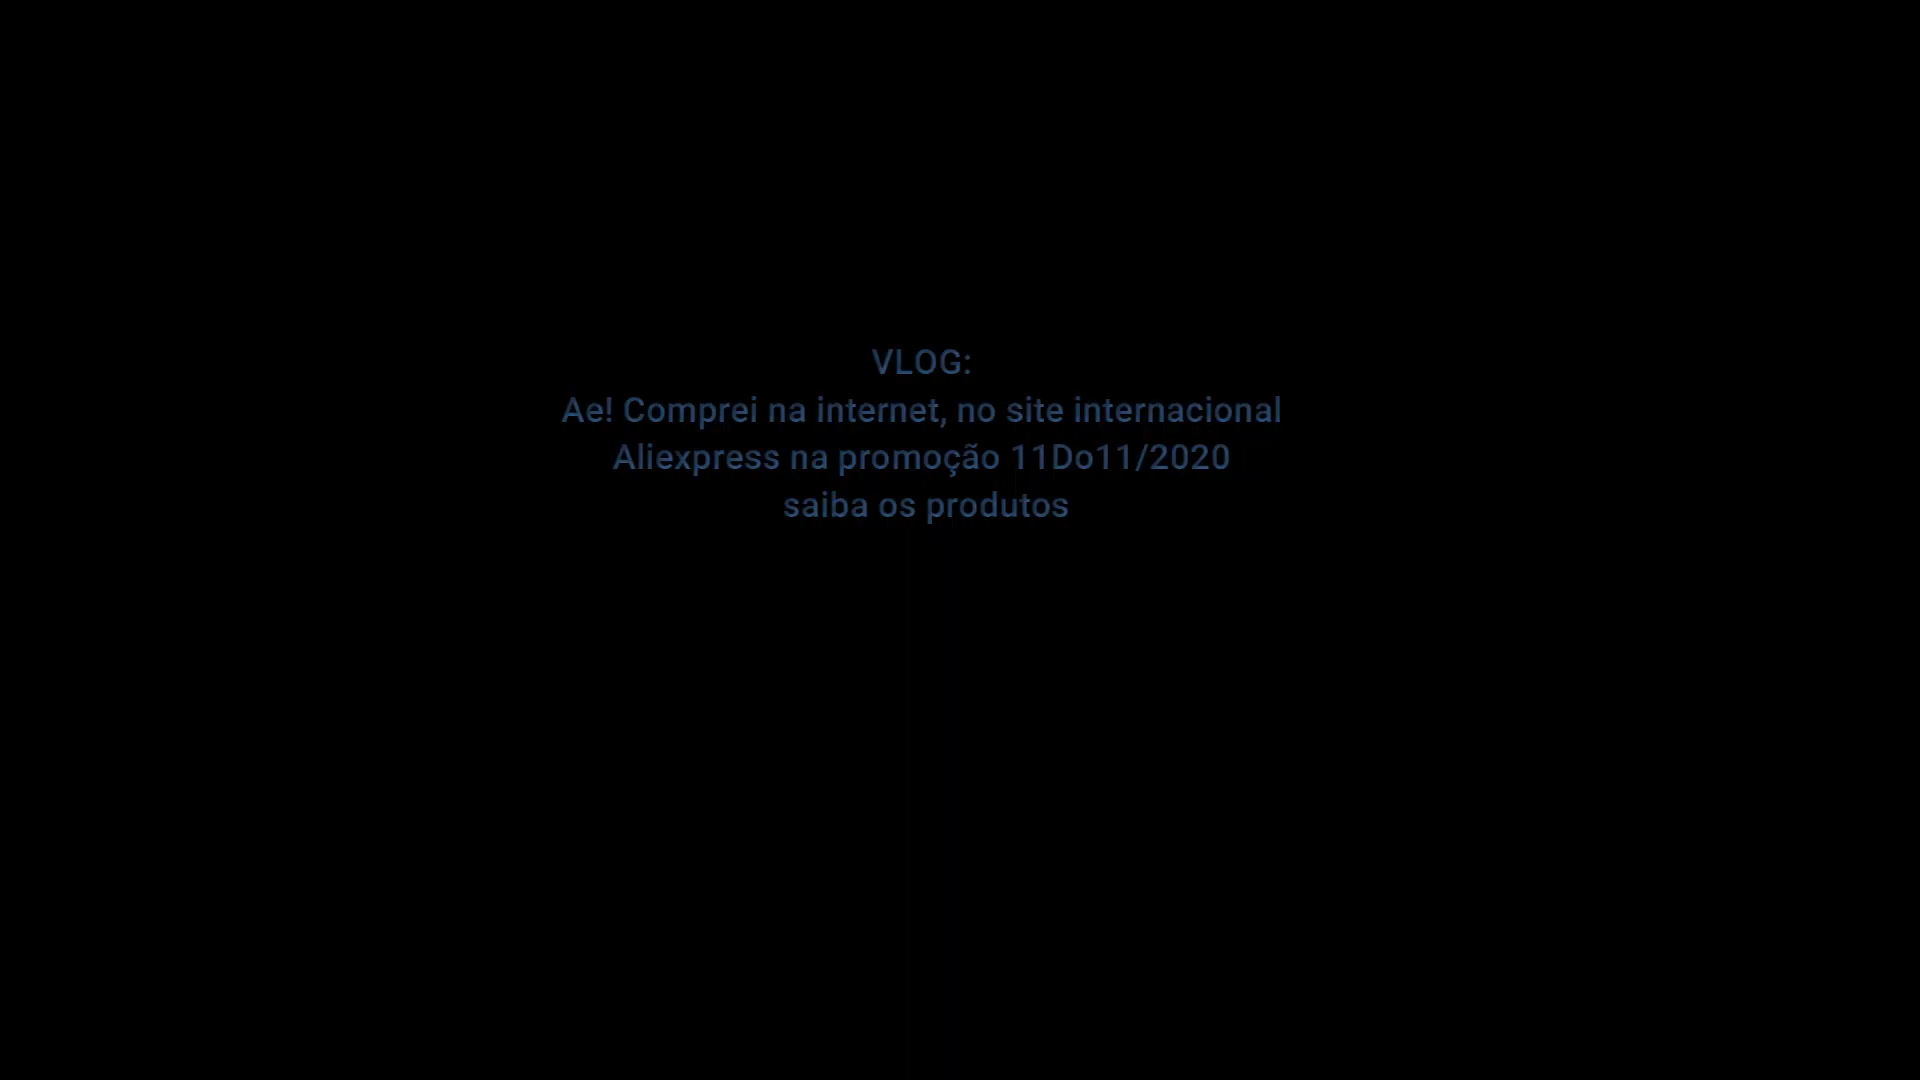 VLOG:
Ae! Comprei na internet, no site internacional
Aliexpress na promoção 11Do11/2020
saiba os produtos